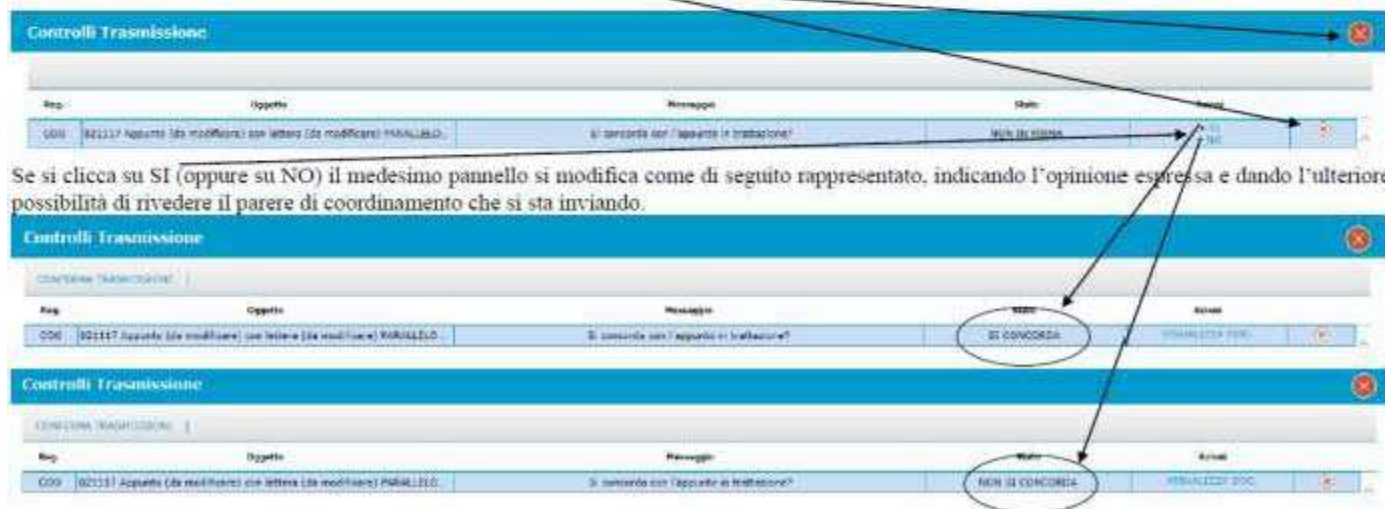 Controlli Trasmissione
Reg. Oggetto Messaggio Stato Azioni
COO 021117 Appunto (da modificare) con lettera (da modificare) PARALLELO... Si concorda con l'appunto in trattazione? NON IN FIRMA SI
NO
Se si clicca su SI (oppure su NO) il medesimo pannello si modifica come di seguito rappresentato, indicando l'opinione espressa e dando l'ulteriore
possibilità di rivedere il parere di coordinamento che si sta inviando.
Controlli Trasmissione
CONFERMA TRASMISSIONE |
Reg. Oggetto Messaggio Stato Azioni
COO 021117 Appunto (da modificare) con lettera (da modificare) PARALLELO... Si concorda con l'appunto in trattazione? SI CONCORDA VISUALIZZA DOC.
Controlli Trasmissione
CONFERMA TRASMISSIONE |
Reg. Oggetto Messaggio Stato Azioni
COO 021117 Appunto (da modificare) con lettera (da modificare) PARALLELO... Si concorda con l'appunto in trattazione? NON SI CONCORDA VISUALIZZA DOC.